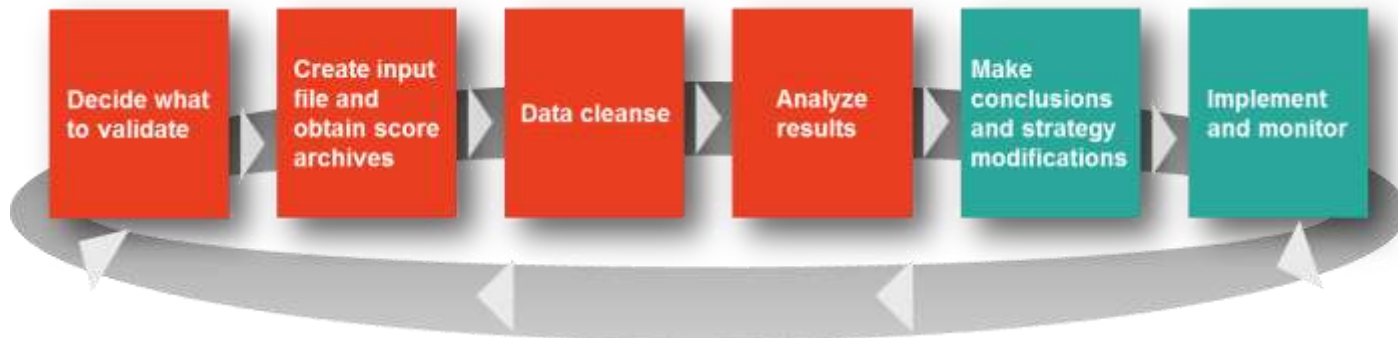 Decide what
to validate
Create input
file and
obtain score
archives
Data cleanse
Analyze
results
Make
conclusions
and strategy
modifications
Implement
and monitor